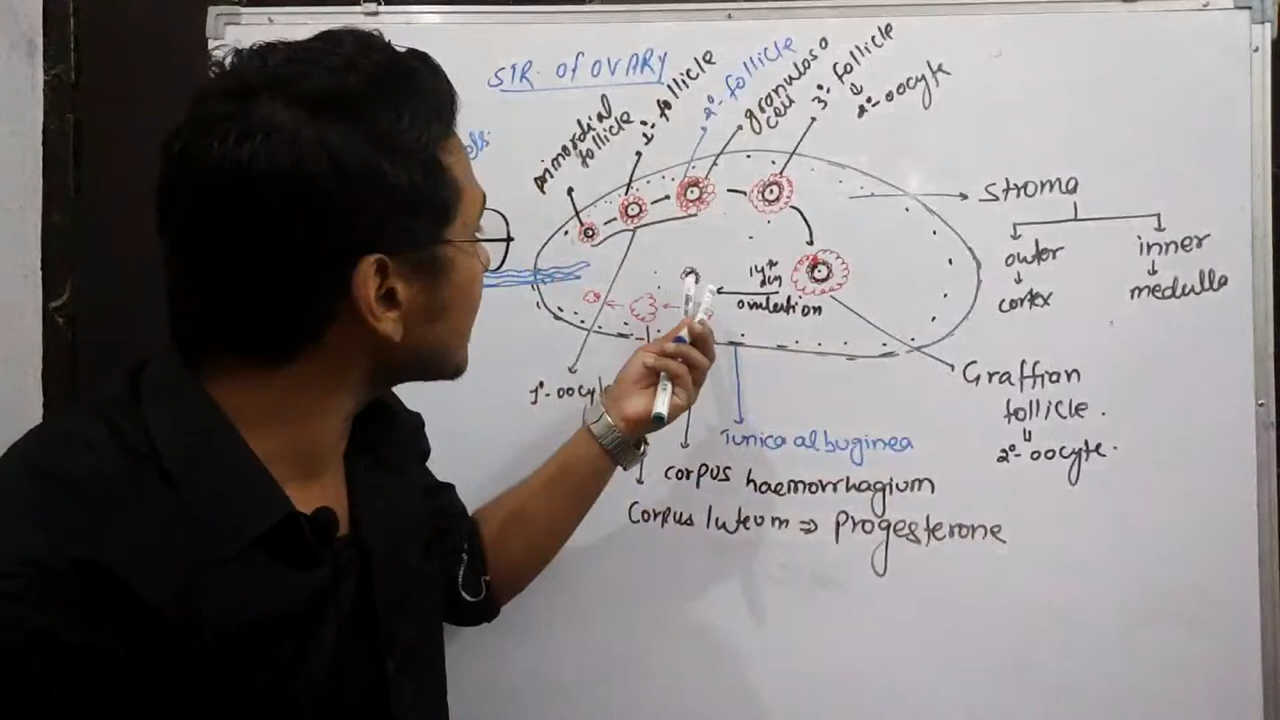 STR. of OVARY
primordial
follicle
1°-follicle
2°-follicle
granulosa
cell
3°-follicle
2°-oocyte
els.
Stroma
outer
cortex
inner
medulla
14th
day
ovulation
Graffian
follicle.
2°-oocyte.
1°-oocyte
Tunica albuginea
corpus haemorrhagium
Corpus luteum ⇒ Progesterone